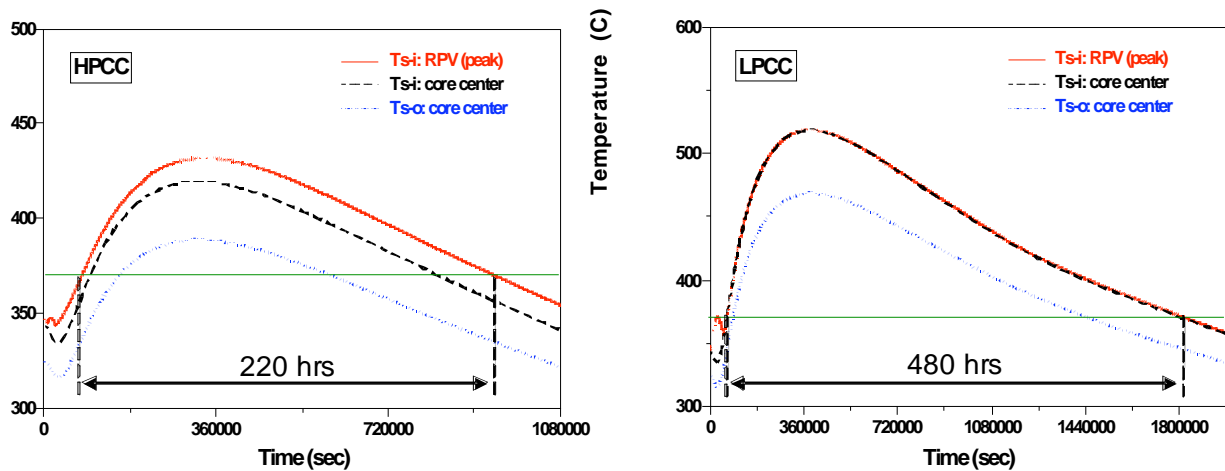 500
450
400
350
300
HPCC
Ts-i: RPV (peak)
Ts-i: core center
Ts-o: core center
220 hrs
0
360000
720000
1080000
Time (sec)
Temperature (C)
600
500
400
300
LPCC
Ts-i: RPV (peak)
Ts-i: core center
Ts-o: core center
480 hrs
0
360000
720000
1080000
1440000
1800000
Time (sec)